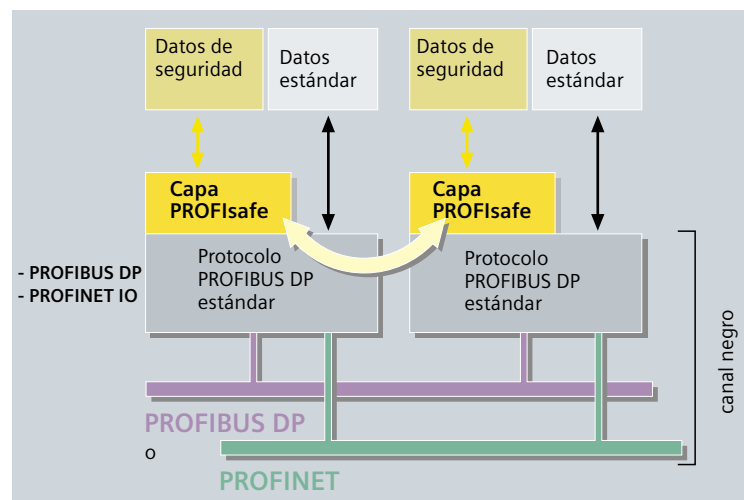 Datos de
seguridad
Datos
estándar
Datos de
seguridad
Datos
estándar
Capa
PROFIsafe
Capa
PROFIsafe
- PROFIBUS DP
- PROFINET IO
Protocolo
PROFIBUS DP
estándar
Protocolo
PROFIBUS DP
estándar
canal negro
PROFIBUS DP
o
PROFINET